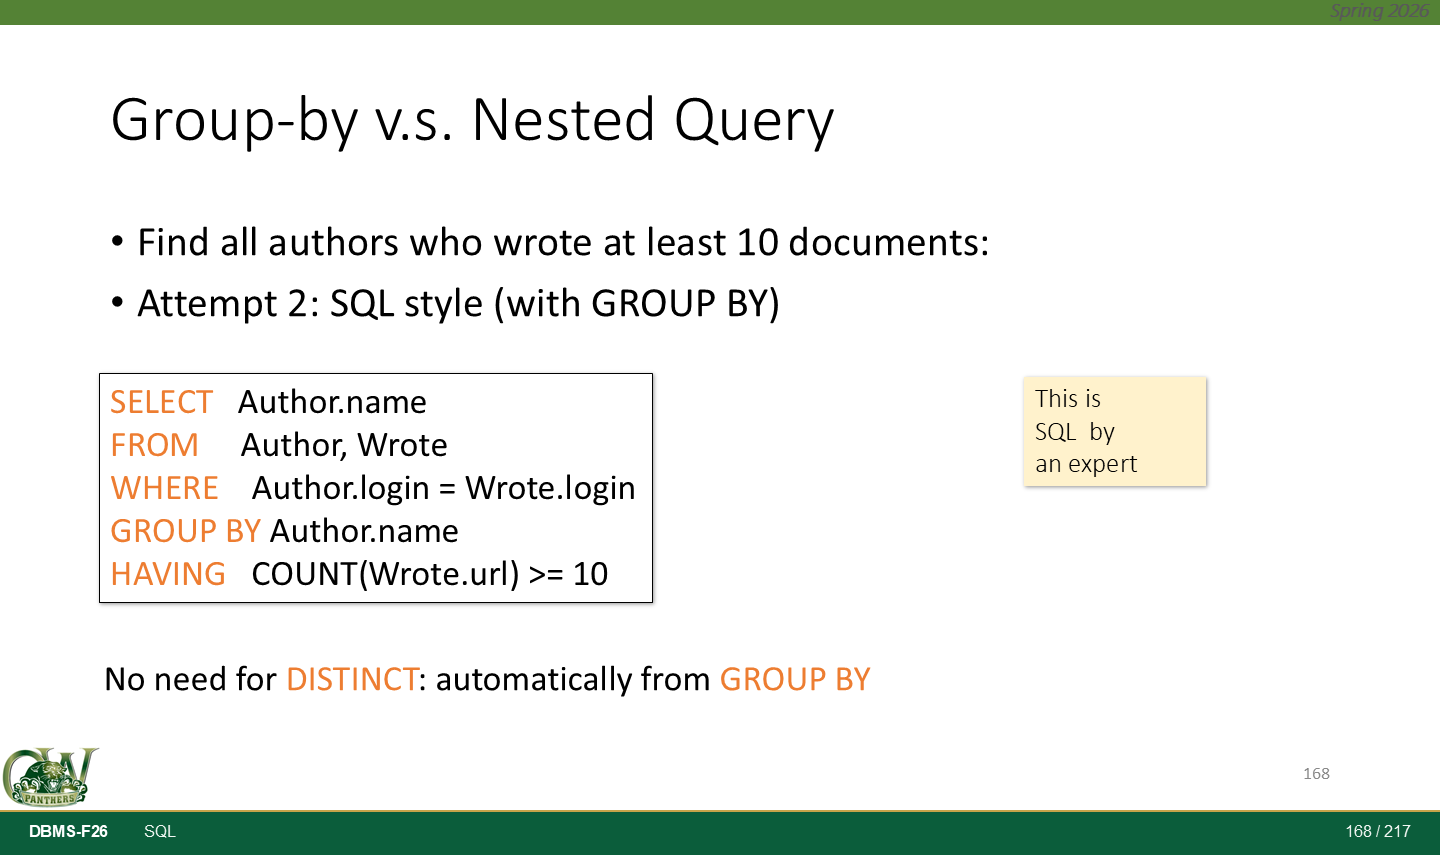 Spring 2026
Group-by v.s. Nested Query
• Find all authors who wrote at least 10 documents:
• Attempt 2: SQL style (with GROUP BY)
SELECT Author.name
FROM Author, Wrote
WHERE Author.login = Wrote.login
GROUP BY Author.name
HAVING COUNT(Wrote.url) >= 10
This is
SQL by
an expert
No need for DISTINCT: automatically from GROUP BY
OW
PANTHERS
168
DBMS-F26 SQL 168 / 217